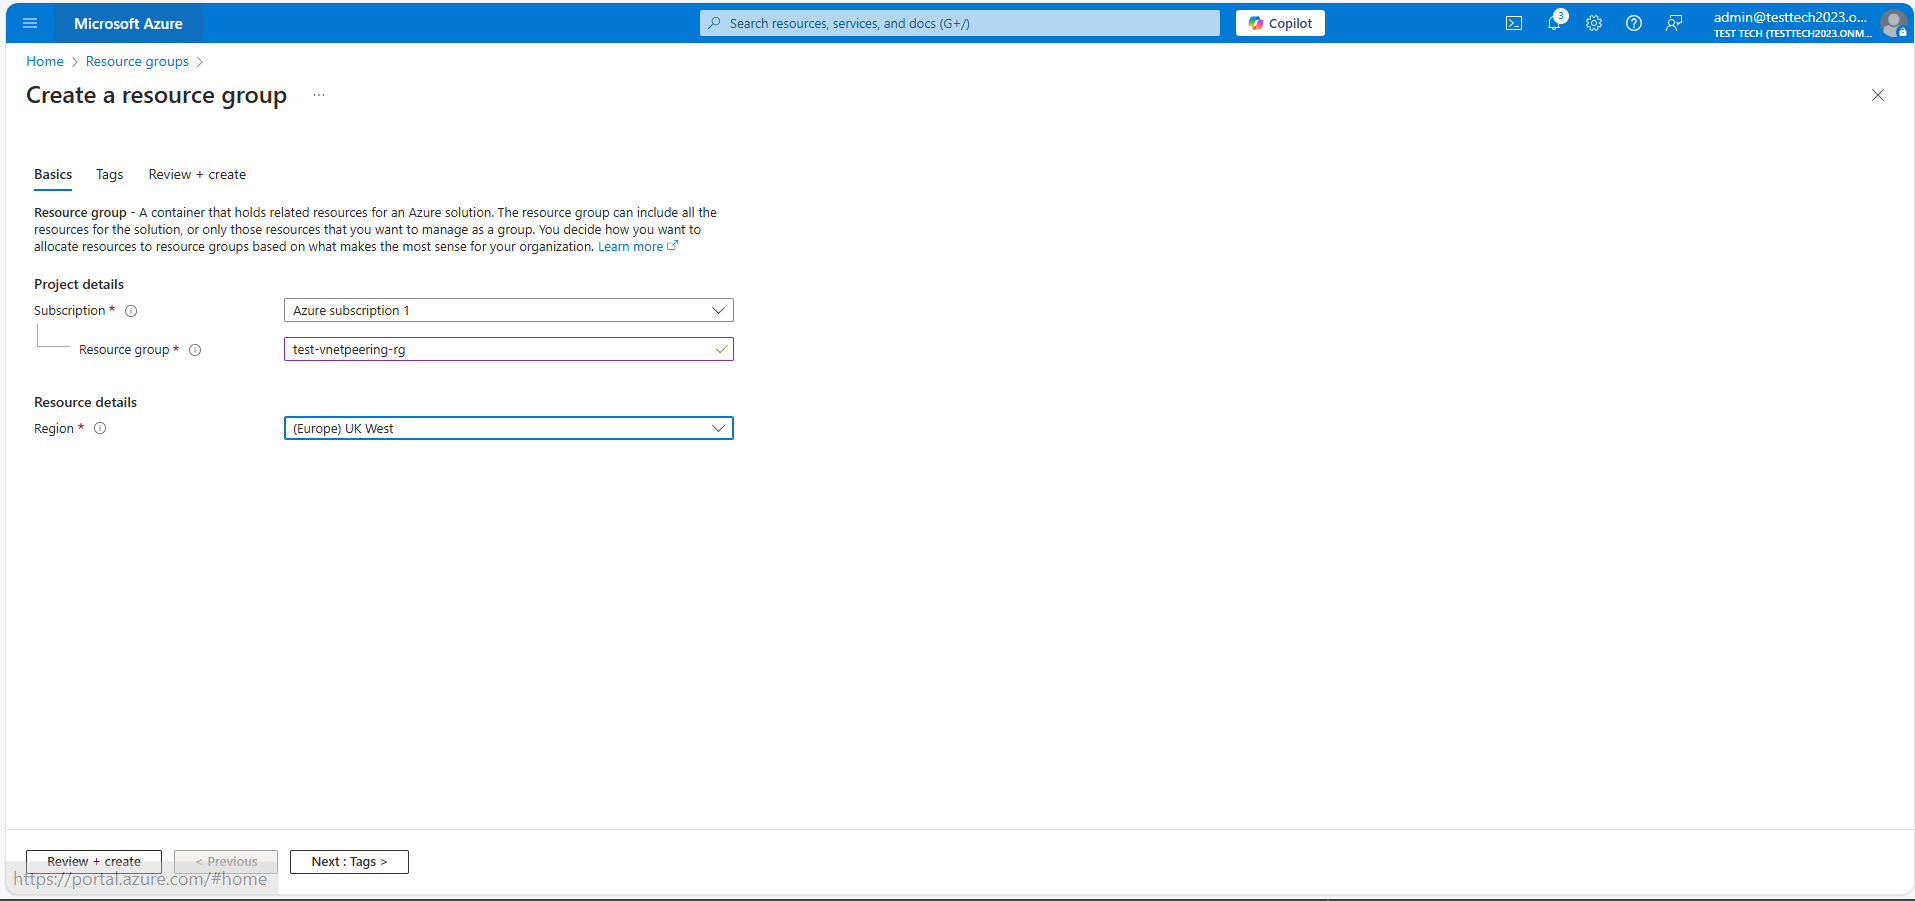 Microsoft Azure
Search resources, services, and docs (G+/)
Copilot
3
admin@testtech2023.o...
TEST TECH (TESTTECH2023.ONM...
Home > Resource groups >
Create a resource group ...
Basics Tags Review + create
Resource group - A container that holds related resources for an Azure solution. The resource group can include all the
resources for the solution, or only those resources that you want to manage as a group. You decide how you want to
allocate resources to resource groups based on what makes the most sense for your organization. Learn more
Project details
Subscription * Azure subscription 1
Resource group * test-vnetpeering-rg
Resource details
Region * (Europe) UK West
Review + create < Previous Next : Tags >
https://portal.azure.com/#home